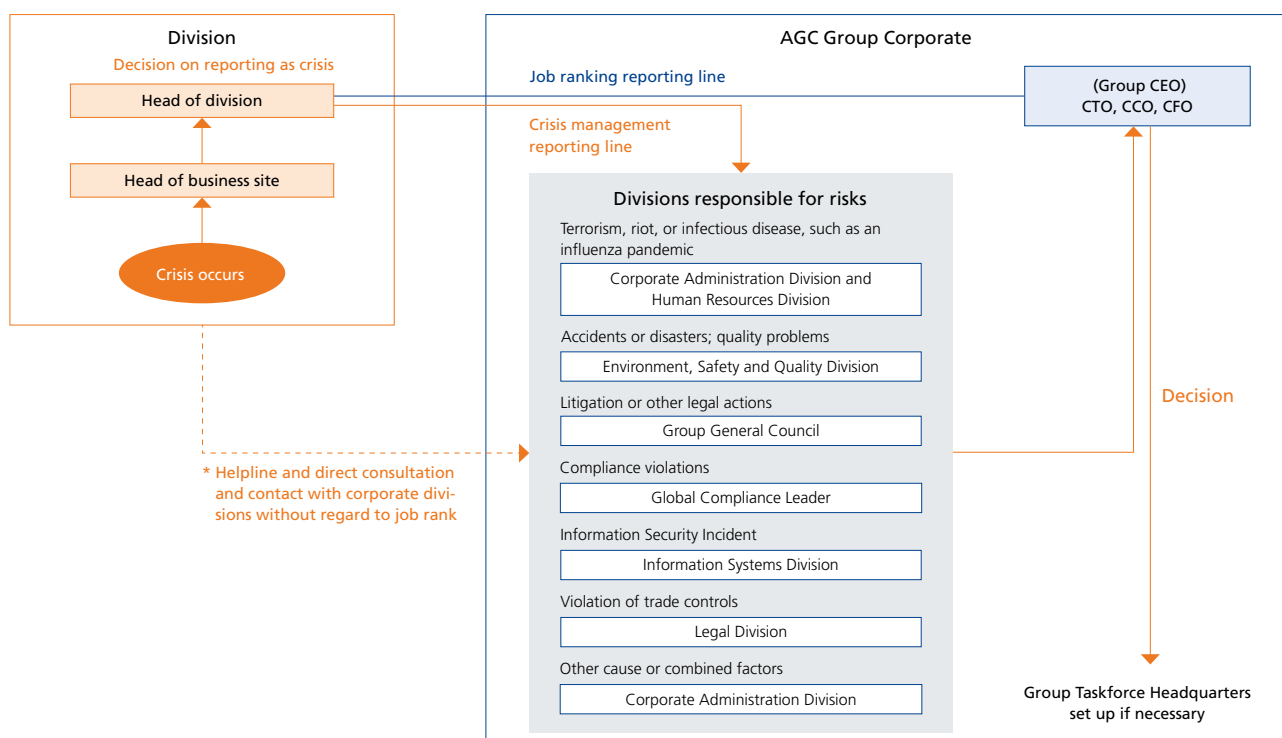 Division
Decision on reporting as crisis
Head of division
Head of business site
Crisis occurs
* Helpline and direct consultation
and contact with corporate divi-
sions without regard to job rank
AGC Group Corporate
Job ranking reporting line
Crisis management
reporting line
(Group CEO)
CTO, CCO, CFO
Divisions responsible for risks
Terrorism, riot, or infectious disease, such as an
influenza pandemic
Corporate Administration Division and
Human Resources Division
Accidents or disasters; quality problems
Environment, Safety and Quality Division
Litigation or other legal actions
Group General Council
Compliance violations
Global Compliance Leader
Information Security Incident
Information Systems Division
Violation of trade controls
Legal Division
Other cause or combined factors
Corporate Administration Division
Decision
Group Taskforce Headquarters
set up if necessary